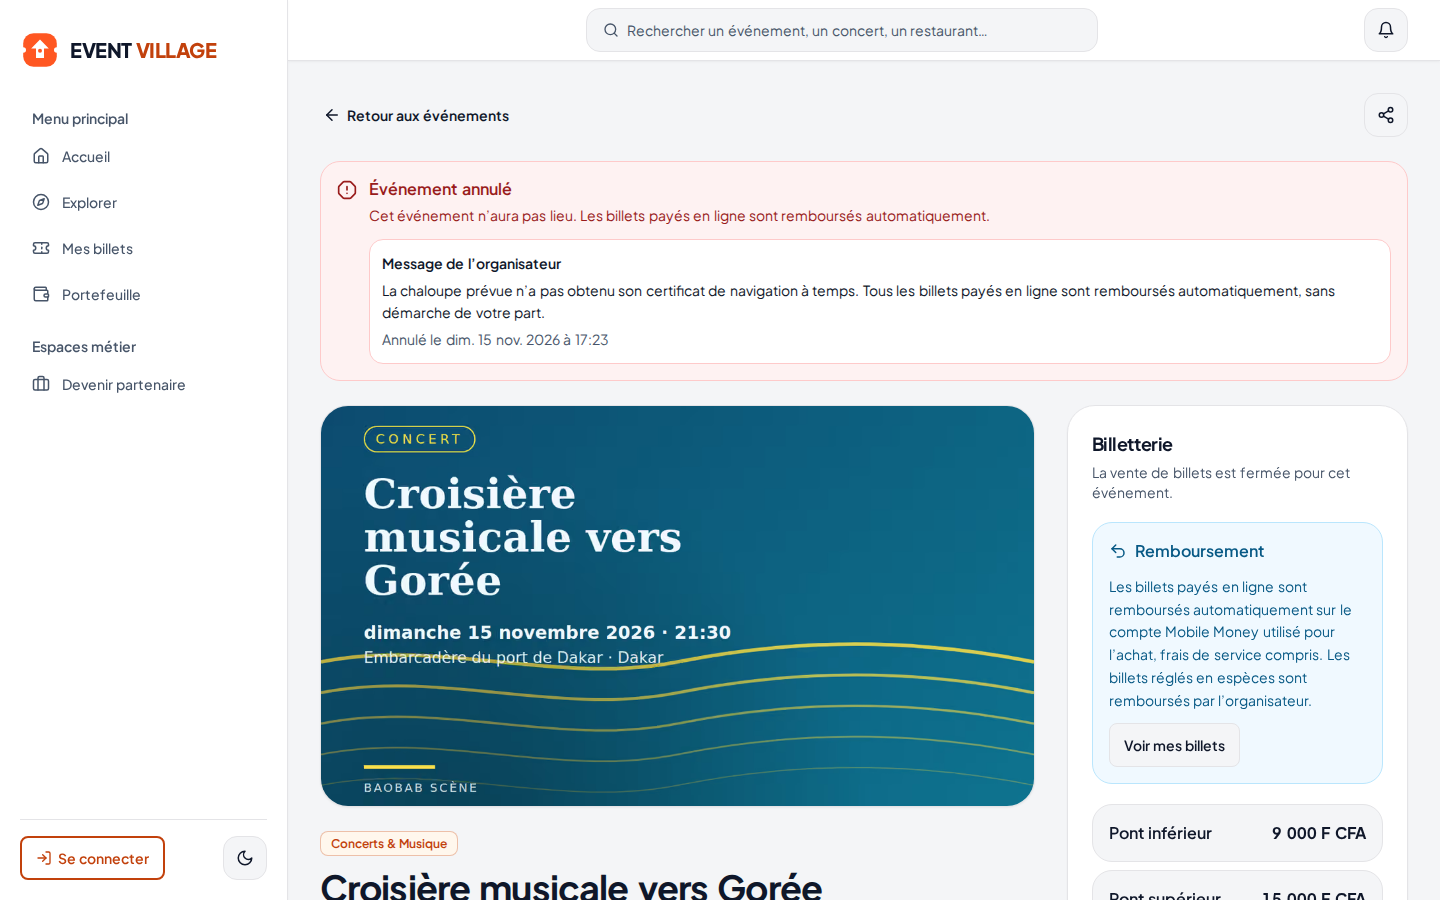 EVENT VILLAGE
Rechercher un événement, un concert, un restaurant…
Menu principal
Accueil
Explorer
Mes billets
Portefeuille
Espaces métier
Devenir partenaire
Se connecter
Retour aux événements
Événement annulé
Cet événement n’aura pas lieu. Les billets payés en ligne sont remboursés automatiquement.
Message de l’organisateur
La chaloupe prévue n’a pas obtenu son certificat de navigation à temps. Tous les billets payés en ligne sont remboursés automatiquement, sans
démarche de votre part.
Annulé le dim. 15 nov. 2026 à 17:23
CONCERT
Croisière
musicale vers
Gorée
dimanche 15 novembre 2026 · 21:30
Embarcadère du port de Dakar · Dakar
BAOBAB SCÈNE
Concerts & Musique
Croisière musicale vers Gorée
Billetterie
La vente de billets est fermée pour cet
événement.
Remboursement
Les billets payés en ligne sont
remboursés automatiquement sur le
compte Mobile Money utilisé pour
l’achat, frais de service compris. Les
billets réglés en espèces sont
remboursés par l’organisateur.
Voir mes billets
Pont inférieur 9 000 F CFA
Pont supérieur 15 000 F CFA